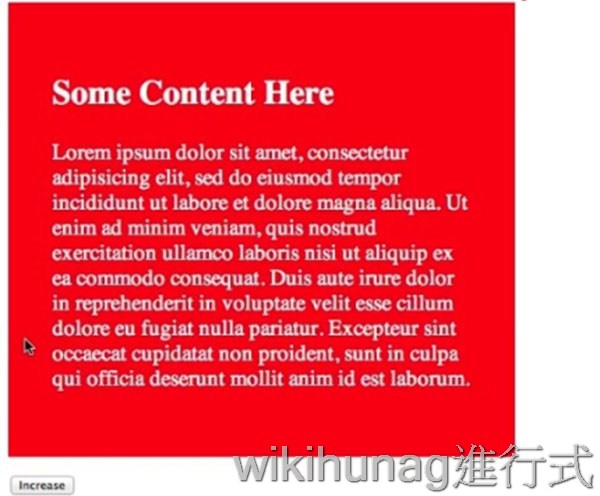 Some Content Here
Lorem ipsum dolor sit amet, consectetur
adipisicing elit, sed do eiusmod tempor
incididunt ut labore et dolore magna aliqua. Ut
enim ad minim veniam, quis nostrud
exercitation ullamco laboris nisi ut aliquip ex
ea commodo consequat. Duis aute irure dolor
in reprehenderit in voluptate velit esse cillum
dolore eu fugiat nulla pariatur. Excepteur sint
occaecat cupidatat non proident, sunt in culpa
qui officia deserunt mollit anim id est laborum.
wikihunag進行式
Increase